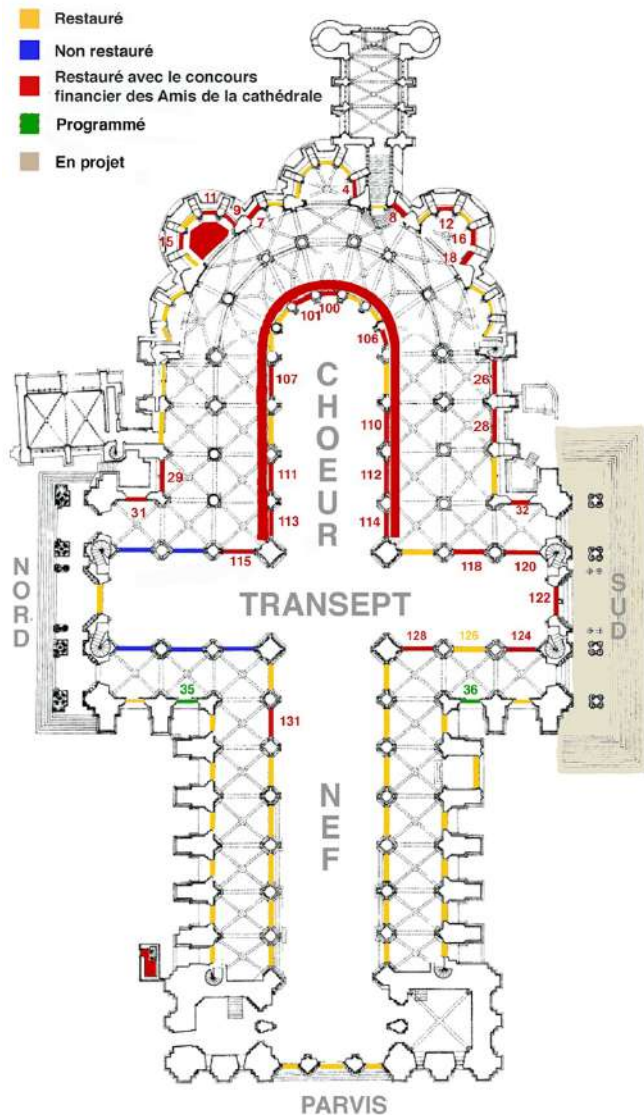 Restauré
Non restauré
Restauré avec le concours
financier des Amis de la cathédrale
Programmé
En projet
4
11
9
7
8
12
15
16
18
101
100
106
107
26
CHOEUR
110
28
29
111
112
31
113
114
32
115
118
120
NORD
TRANSEPT
122
SUD
128
126
124
35
36
131
NEF
PARVIS